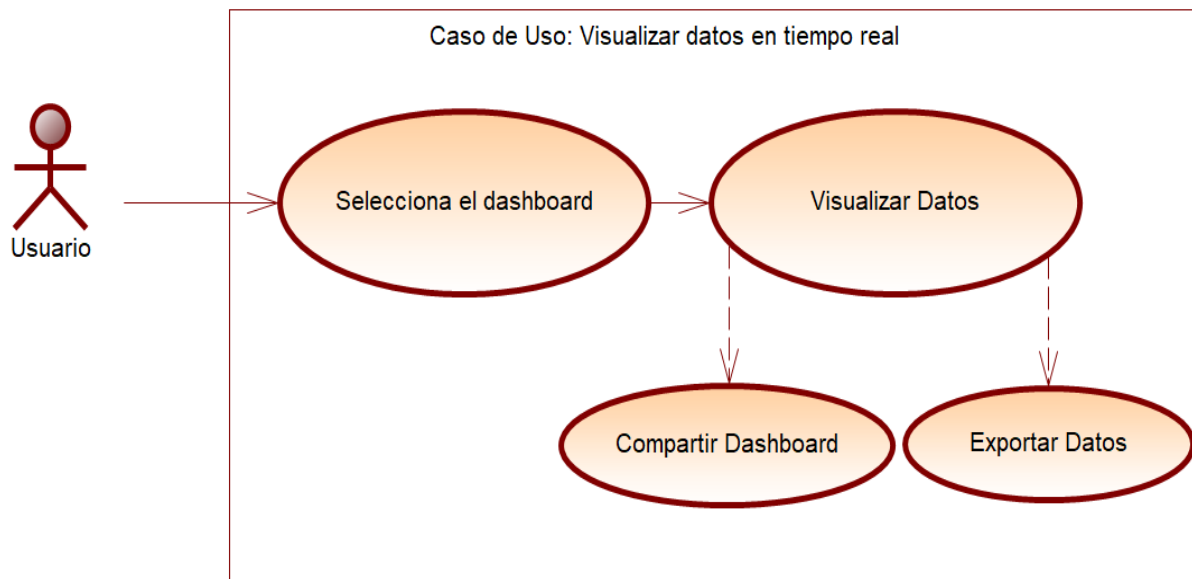 Caso de Uso: Visualizar datos en tiempo real
Selecciona el dashboard
Visualizar Datos
Usuario
Compartir Dashboard
Exportar Datos